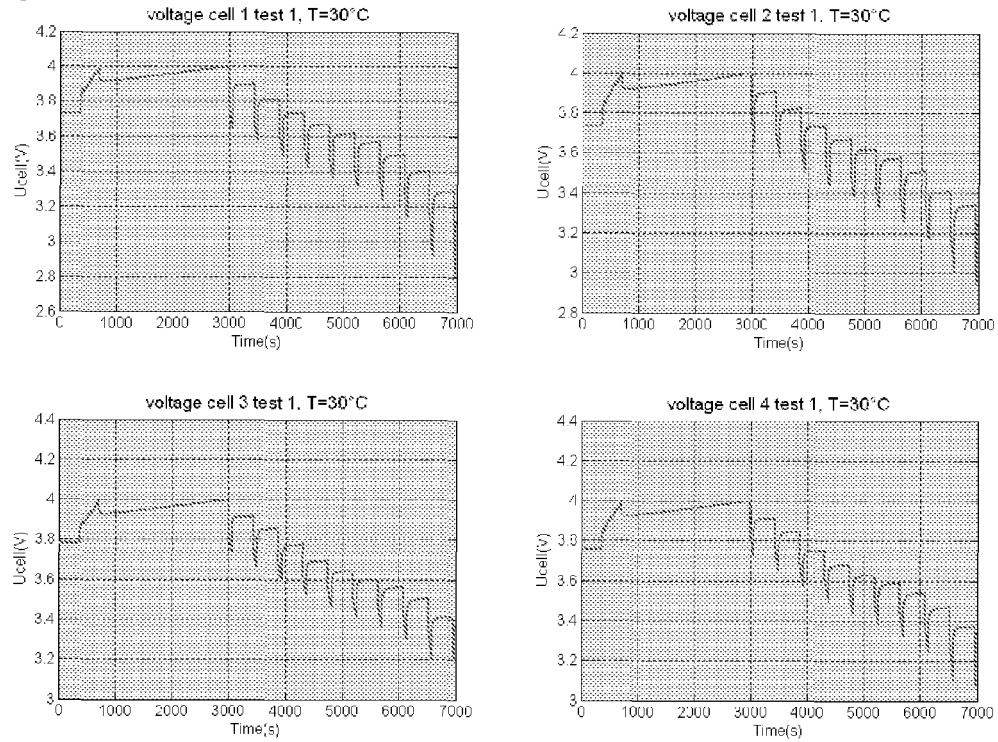 voltage cell 1 test 1, T=30°C
4.2
4
3.8
3.6
3.4
3.2
3
2.8
2.6
Ucell(V)
0 1000 2000 3000 4000 5000 6000 7000
Time(s)
voltage cell 2 test 1, T=30°C
4.2
4
3.8
3.6
3.4
3.2
3
2.8
Ucell(V)
0 1000 2000 3000 4000 5000 6000 7000
Time(s)
voltage cell 3 test 1, T=30°C
4.4
4.2
4
3.8
3.6
3.4
3.2
3
Ucell(V)
0 1000 2000 3000 4000 5000 6000 7000
Time(s)
voltage cell 4 test 1, T=30°C
4.4
4.2
4
3.8
3.6
3.4
3.2
3
Ucell(V)
0 1000 2000 3000 4000 5000 6000 7000
Time(s)